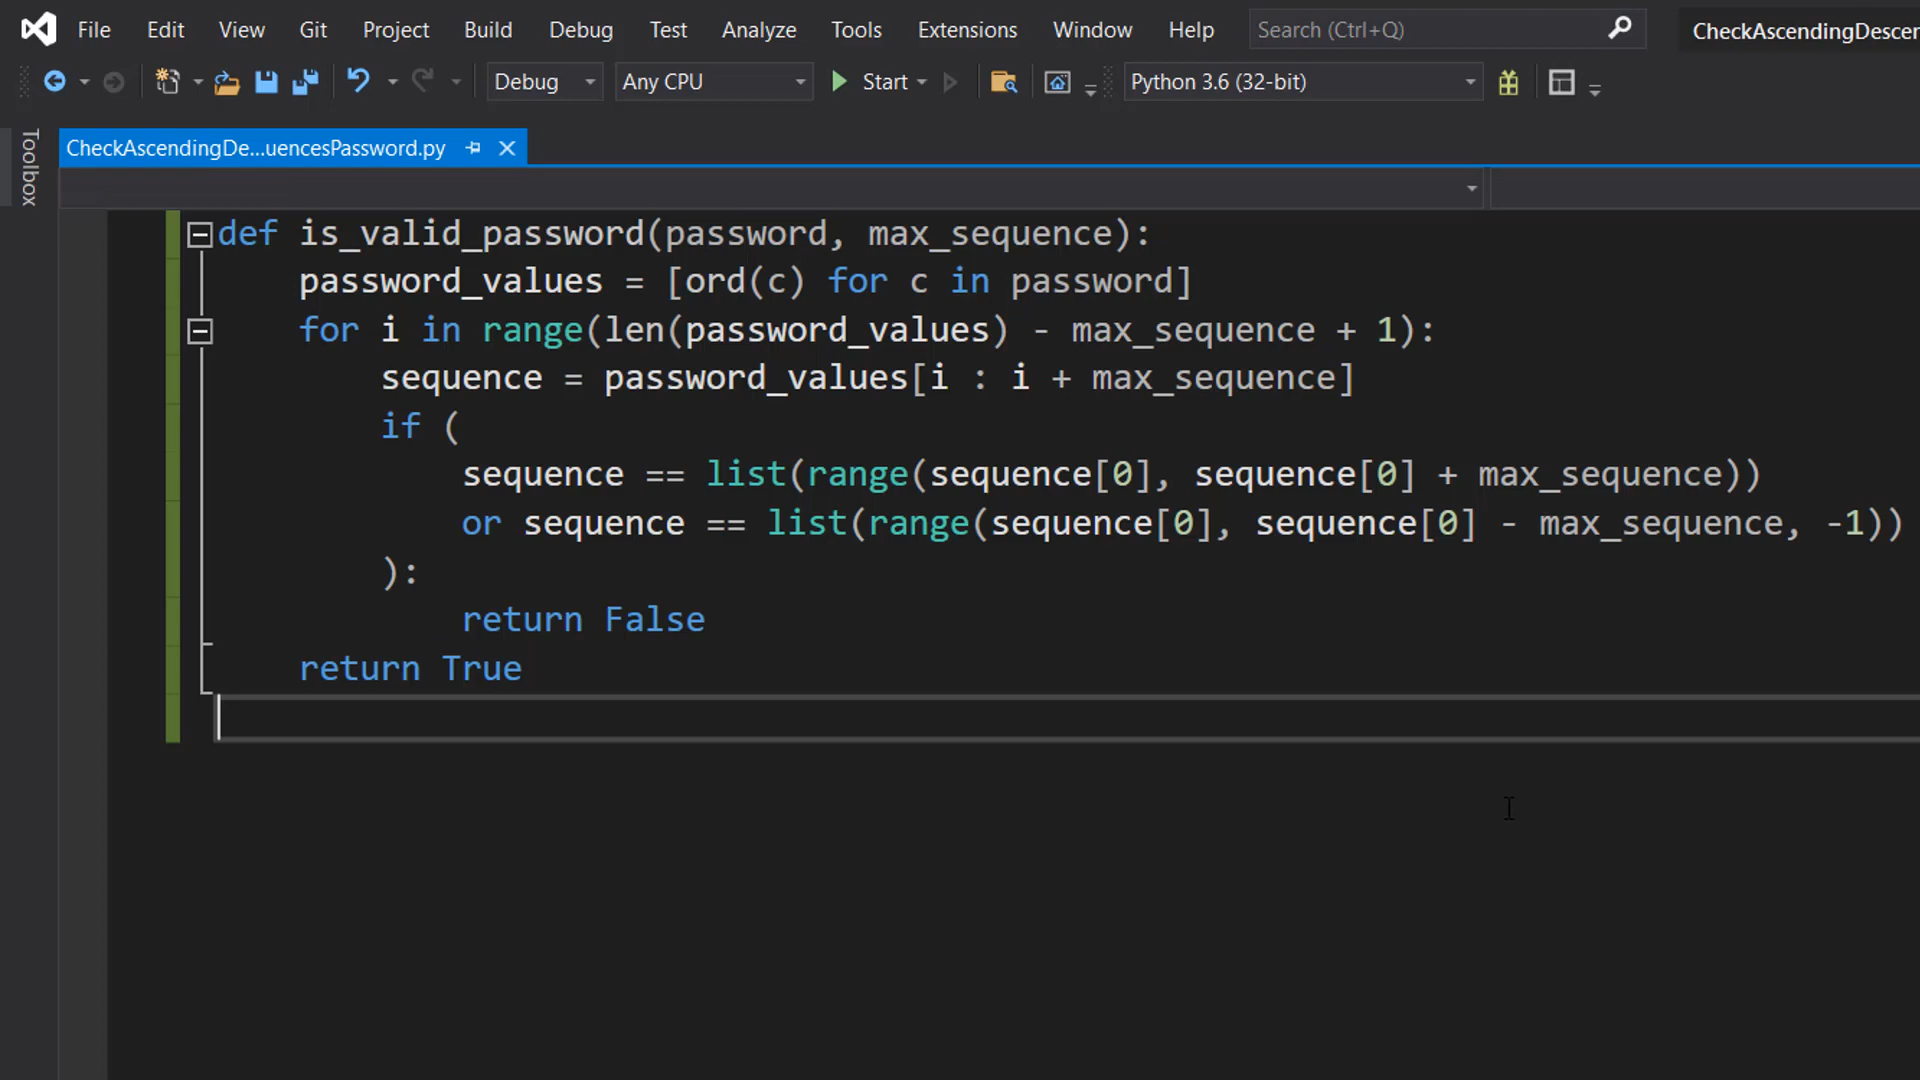 File Edit View Git Project Build Debug Test Analyze Tools Extensions Window Help Search (Ctrl+Q) CheckAscendingDescen
Debug Any CPU Start Python 3.6 (32-bit)
Toolbox
CheckAscendingDe...uencesPassword.py
def is_valid_password(password, max_sequence):
    password_values = [ord(c) for c in password]
    for i in range(len(password_values) - max_sequence + 1):
        sequence = password_values[i : i + max_sequence]
        if (
            sequence == list(range(sequence[0], sequence[0] + max_sequence))
            or sequence == list(range(sequence[0], sequence[0] - max_sequence, -1))
        ):
            return False
    return True